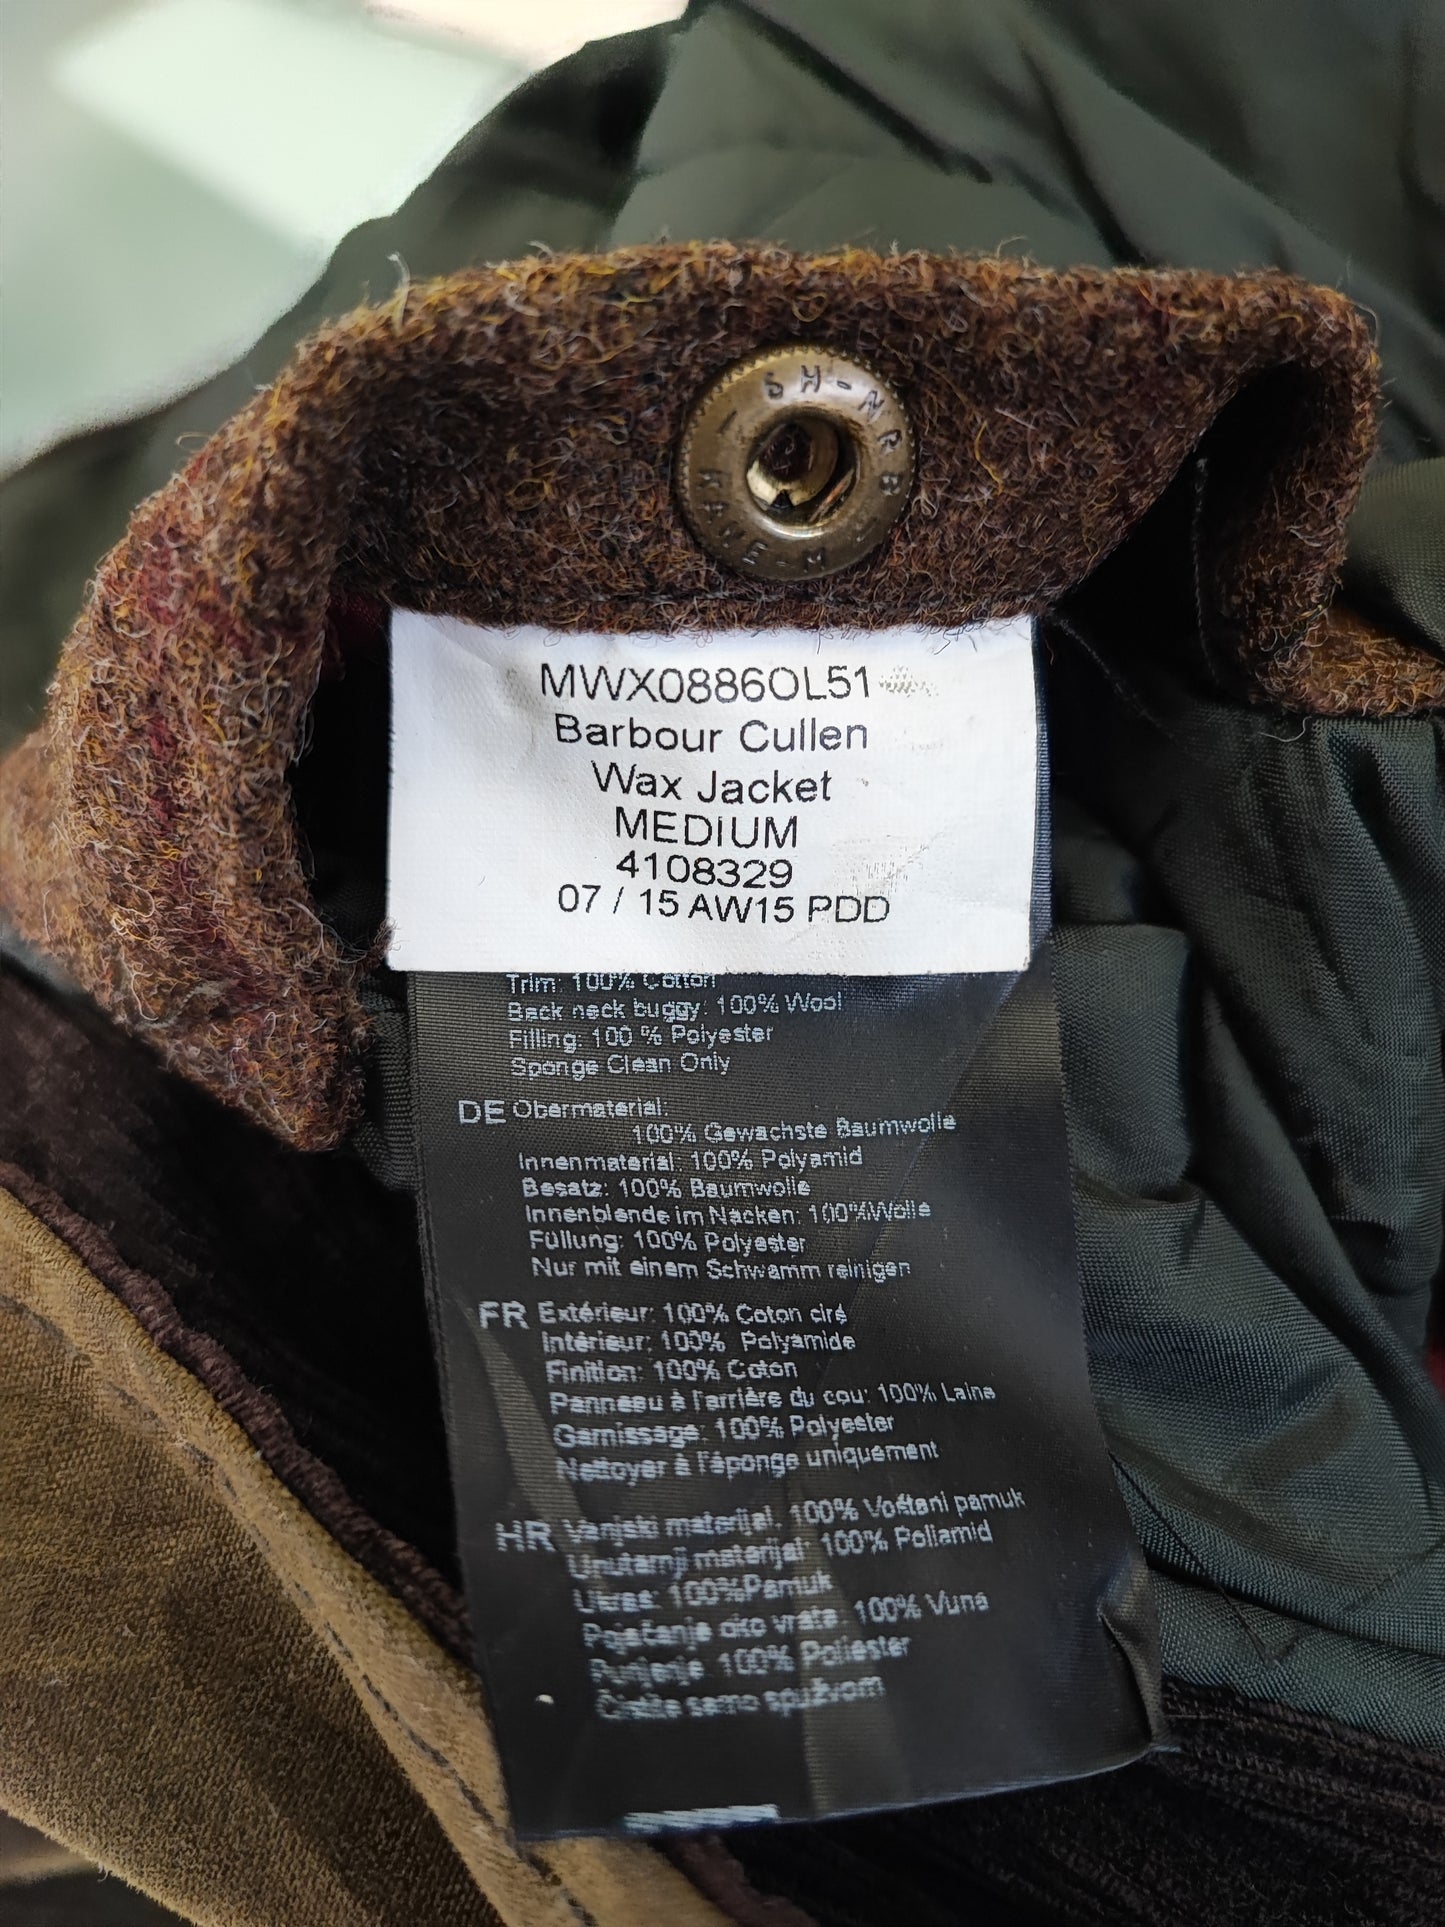 MWX0886OL51
Barbour Cullen
Wax Jacket
MEDIUM
4108329
07 / 15 AW15 PDD
Trim: 100% Cotton
Back neck buggy: 100% Wool
Filling: 100 % Polyester
Sponge Clean Only
DE Obermaterial:
100% Gewachste Baumwolle
Innenmaterial: 100% Polyamid
Besatz: 100% Baumwolle
Innenblende im Nacken: 100%Wolle
Füllung: 100% Polyester
Nur mit einem Schwamm reinigen
FR Extérieur: 100% Coton ciré
Intérieur: 100% Polyamide
Finition: 100% Coton
Panneau à l'arrière du cou: 100% Laine
Garnissage: 100% Polyester
Nettoyer à l'éponge uniquement
HR Vanjski materijal: 100% Voštani pamuk
Unutarnji materijal: 100% Poliamid
Ukras: 100%Pamuk
Pojačanje oko vrata: 100% Vuna
Punjenje 100% Poliester
Čistite samo spužvom